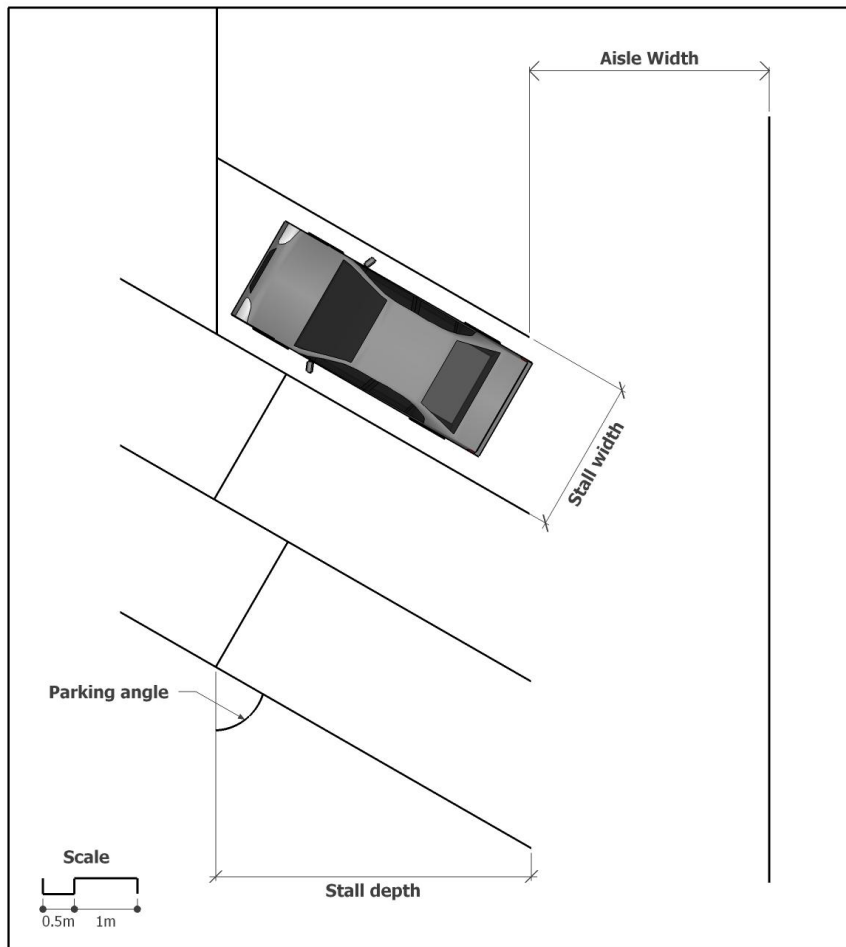 Aisle Width
Stall width
Parking angle
Stall depth
Scale
0.5m 1m